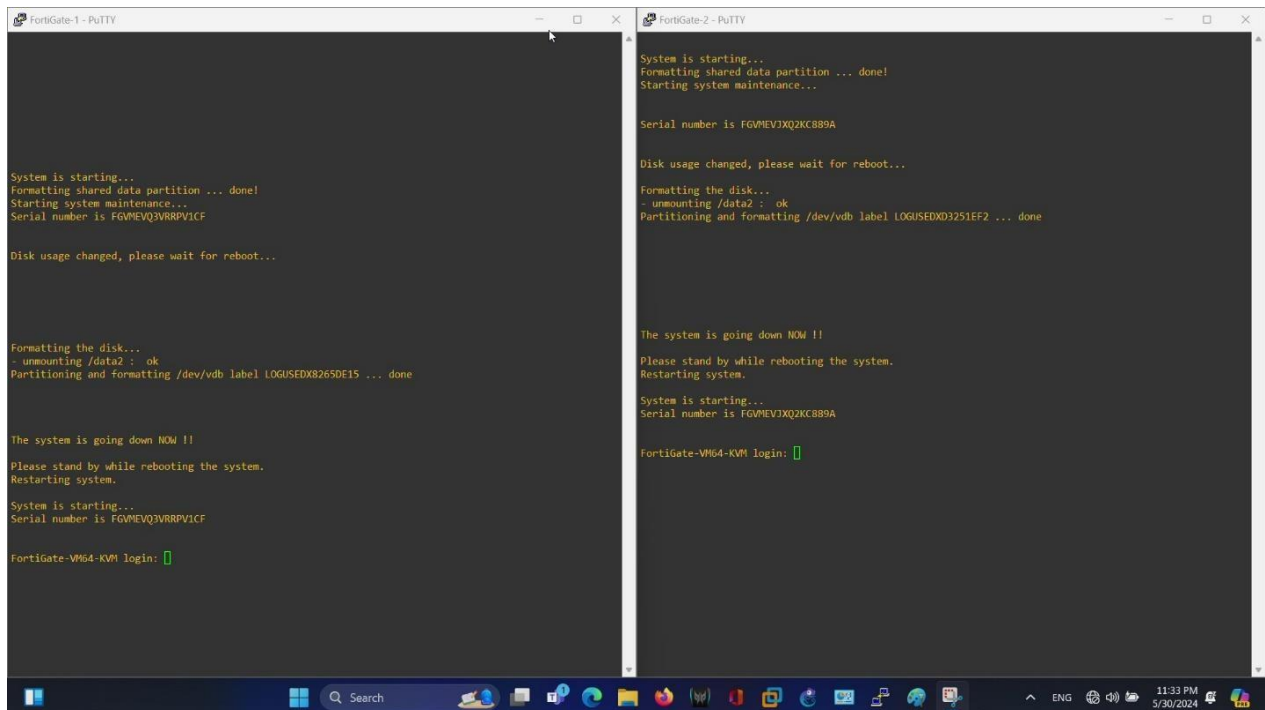 FortiGate-1 - PuTTY
System is starting...
Formatting shared data partition ... done!
Starting system maintenance...
Serial number is FGVMEVQ3VRRPV1CF
Disk usage changed, please wait for reboot...
Formatting the disk...
- unmounting /data2 :  ok
Partitioning and formatting /dev/vdb label LOGUSEDX8265DE15 ... done
The system is going down NOW !!
Please stand by while rebooting the system.
Restarting system.
System is starting...
Serial number is FGVMEVQ3VRRPV1CF
FortiGate-VM64-KVM login:
FortiGate-2 - PuTTY
System is starting...
Formatting shared data partition ... done!
Starting system maintenance...
Serial number is FGVMEVJXQ2KC889A
Disk usage changed, please wait for reboot...
Formatting the disk...
- unmounting /data2 :  ok
Partitioning and formatting /dev/vdb label LOGUSEDXD3251EF2 ... done
The system is going down NOW !!
Please stand by while rebooting the system.
Restarting system.
System is starting...
Serial number is FGVMEVJXQ2KC889A
FortiGate-VM64-KVM login:
Search
ENG
11:33 PM
5/30/2024